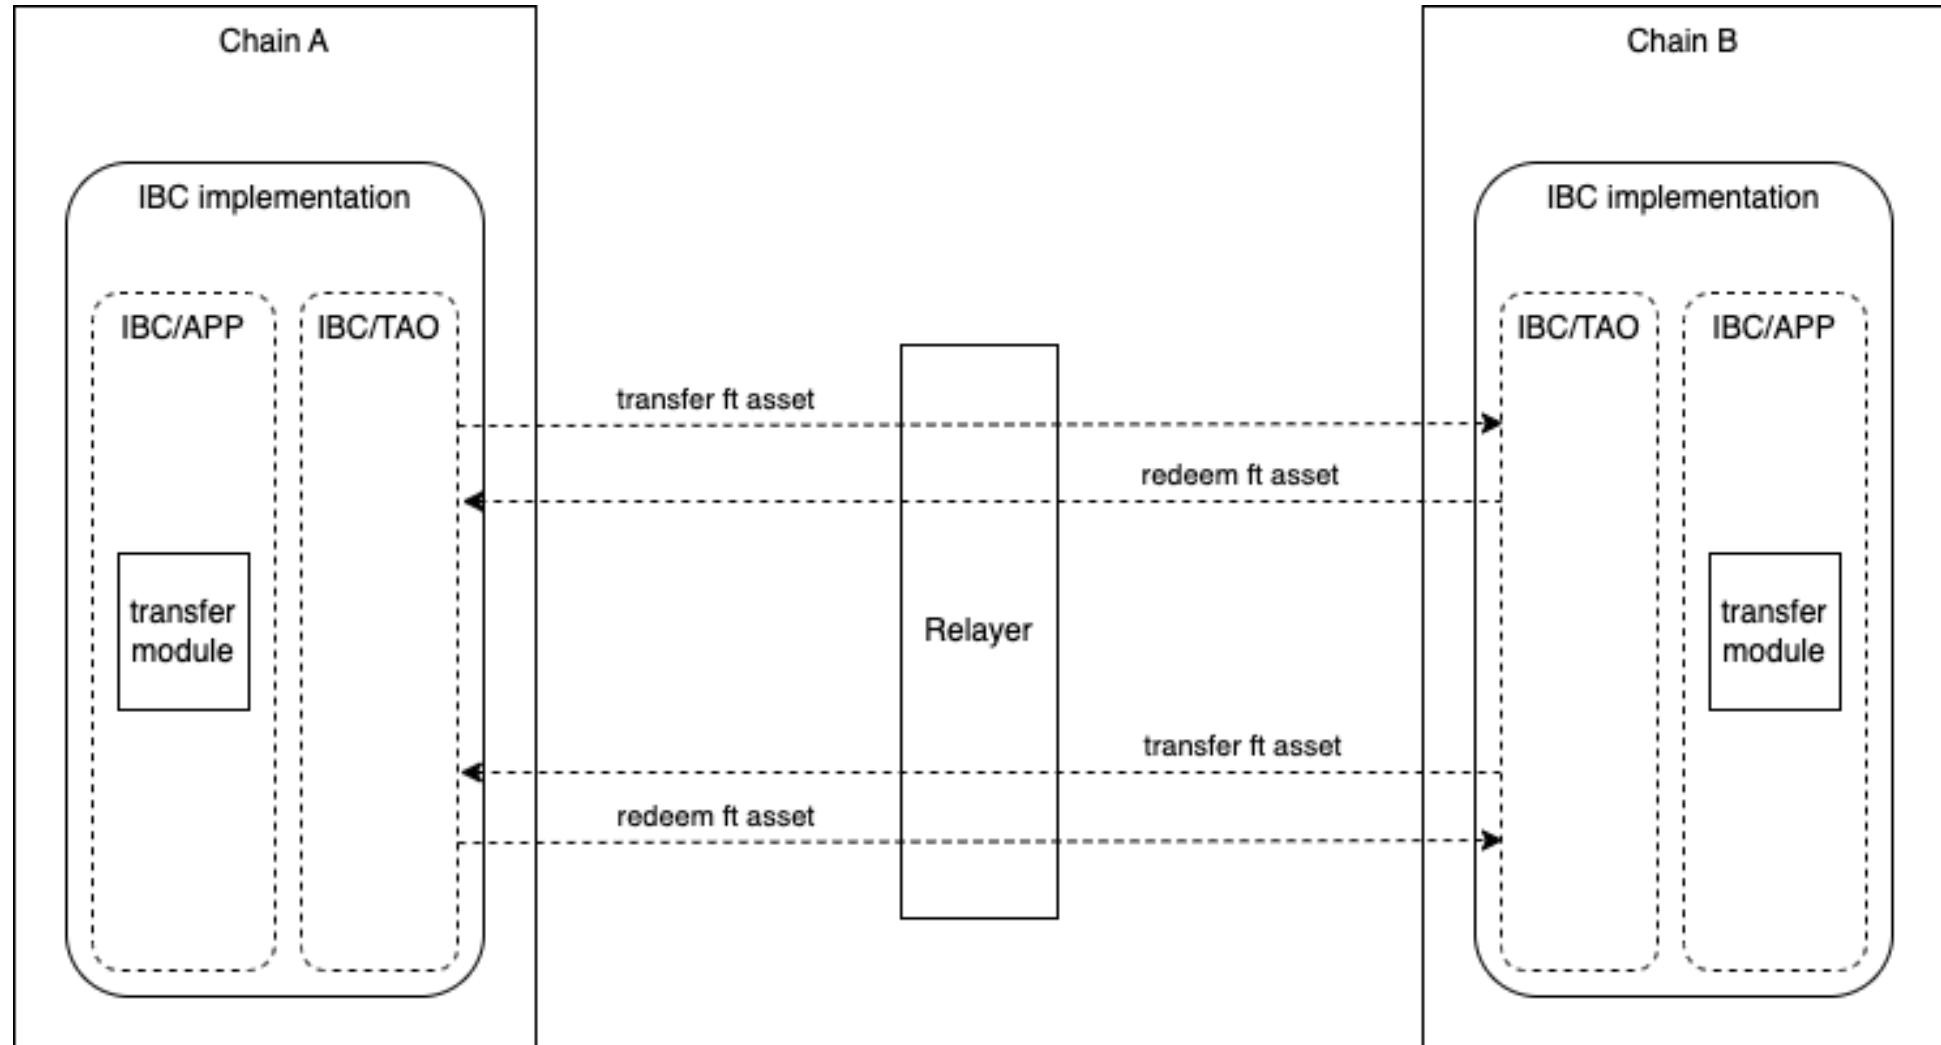 Chain A
Chain B
IBC implementation
IBC implementation
IBC/APP
IBC/TAO
IBC/TAO
IBC/APP
transfer ft asset
redeem ft asset
transfer
module
Relayer
transfer
module
transfer ft asset
redeem ft asset